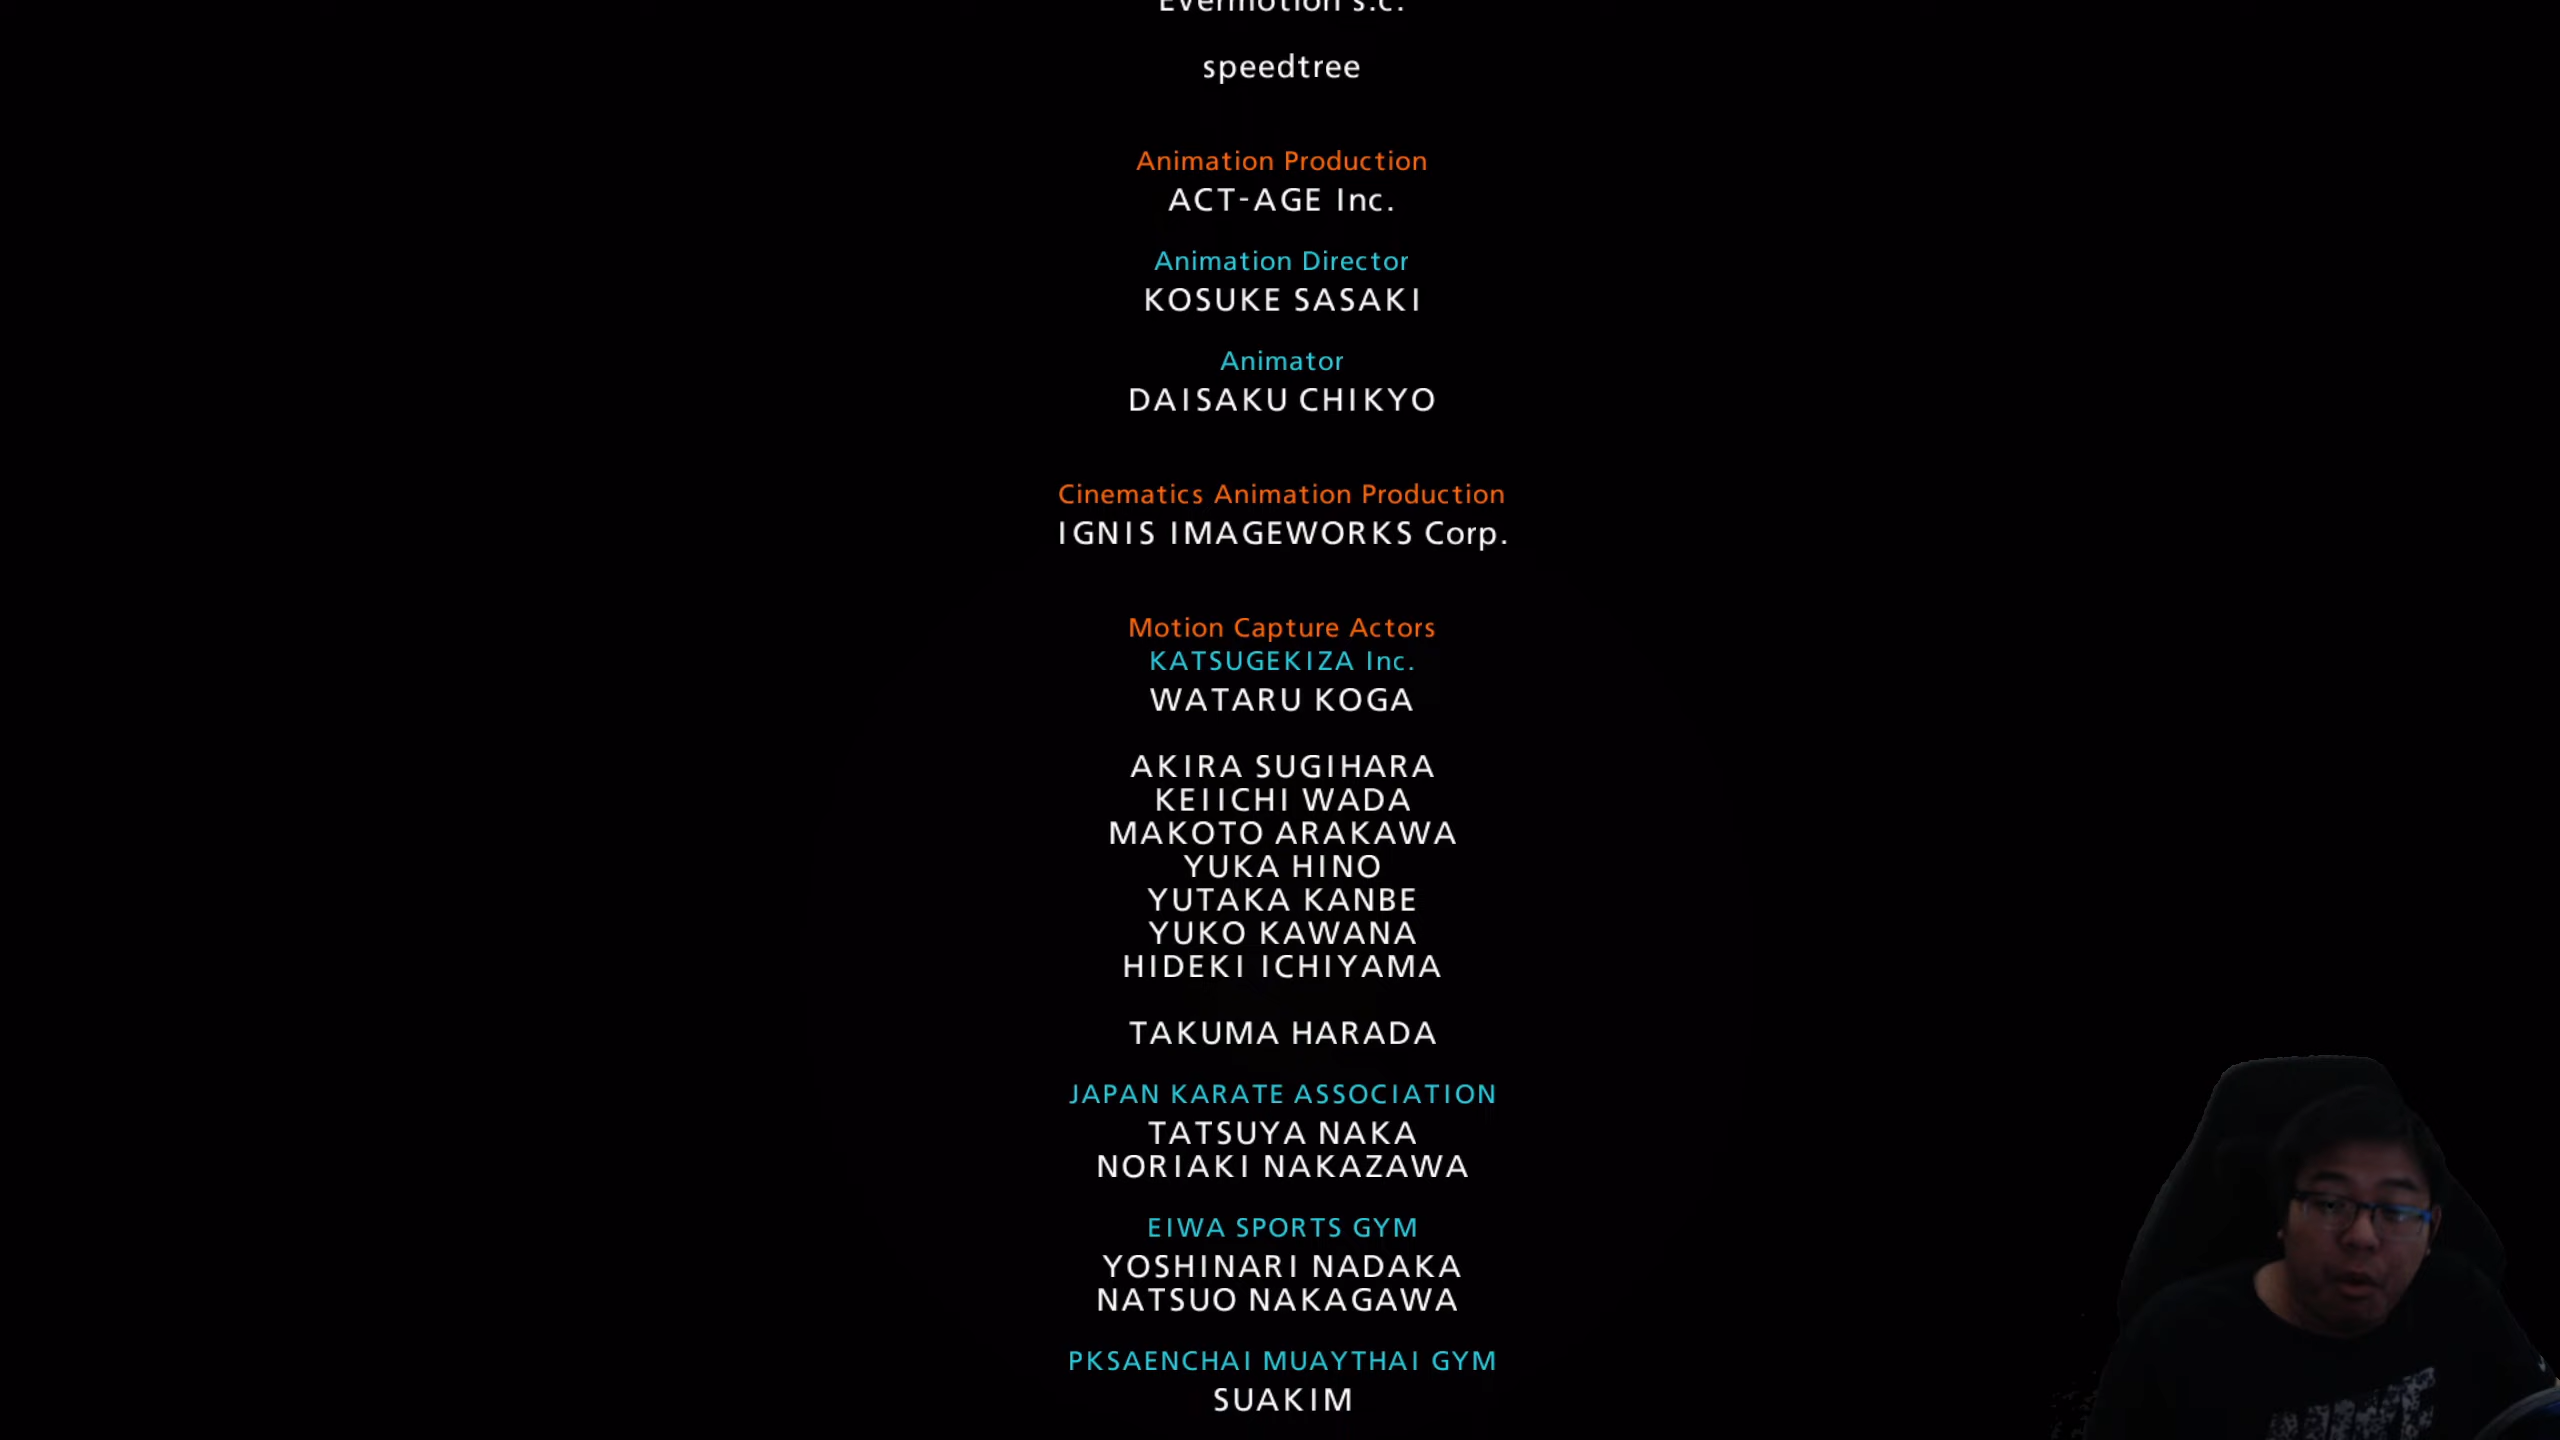 Evermotion s.c.
speedtree
Animation Production
ACT-AGE Inc.
Animation Director
KOSUKE SASAKI
Animator
DAISAKU CHIKYO
Cinematics Animation Production
IGNIS IMAGEWORKS Corp.
Motion Capture Actors
KATSUGEKIZA Inc.
WATARU KOGA
AKIRA SUGIHARA
KEIICHI WADA
MAKOTO ARAKAWA
YUKA HINO
YUTAKA KANBE
YUKO KAWANA
HIDEKI ICHIYAMA
TAKUMA HARADA
JAPAN KARATE ASSOCIATION
TATSUYA NAKA
NORIAKI NAKAZAWA
EIWA SPORTS GYM
YOSHINARI NADAKA
NATSUO NAKAGAWA
PKSAENCHAI MUAYTHAI GYM
SUAKIM